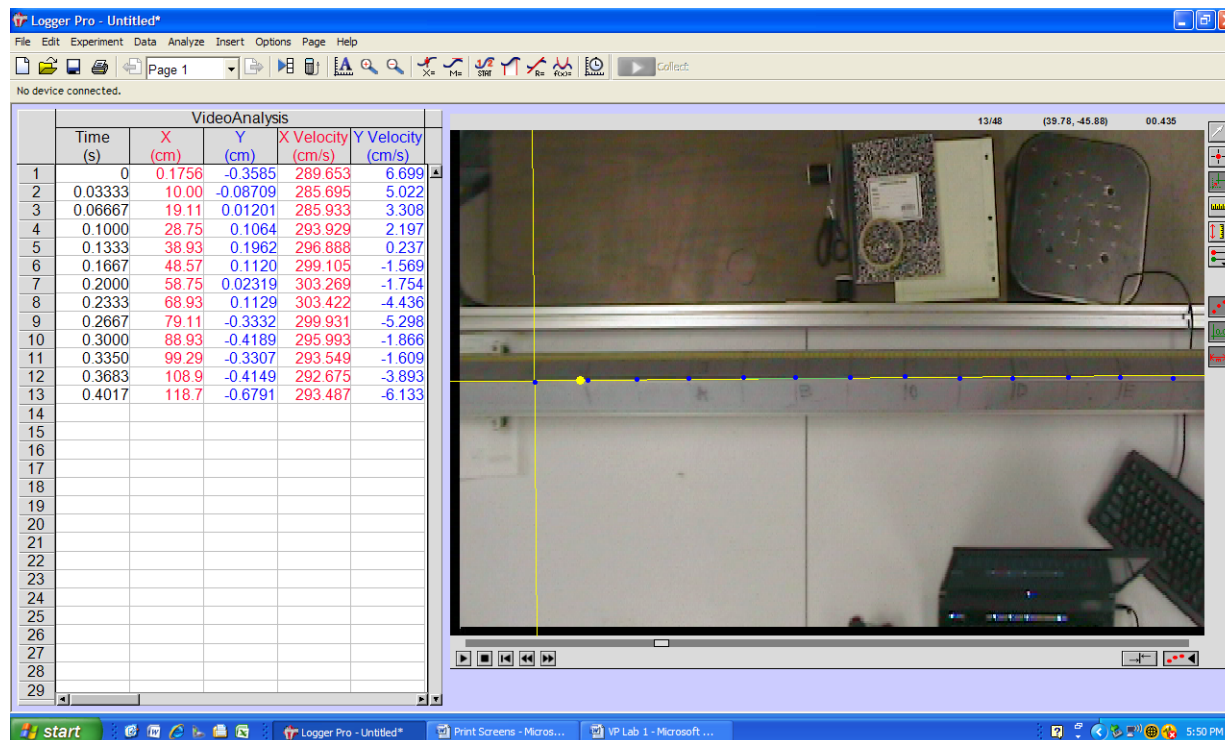 Logger Pro - Untitled*
File Edit Experiment Data Analyze Insert Options Page Help
Page 1
X= M= STAT R= f(x)= Collect
No device connected.
VideoAnalysis
Time X Y X Velocity Y Velocity
(s) (cm) (cm) (cm/s) (cm/s)
1 0 0.1756 -0.3585 289.653 6.699
2 0.03333 10.00 -0.08709 285.695 5.022
3 0.06667 19.11 0.01201 285.933 3.308
4 0.1000 28.75 0.1064 293.929 2.197
5 0.1333 38.93 0.1962 296.888 0.237
6 0.1667 48.57 0.1120 299.105 -1.569
7 0.2000 58.75 0.02319 303.269 -1.754
8 0.2333 68.93 0.1129 303.422 -4.436
9 0.2667 79.11 -0.3332 299.931 -5.298
10 0.3000 88.93 -0.4189 295.993 -1.866
11 0.3350 99.29 -0.3307 293.549 -1.609
12 0.3683 108.9 -0.4149 292.675 -3.893
13 0.4017 118.7 -0.6791 293.487 -6.133
14
15
16
17
18
19
20
21
22
23
24
25
26
27
28
29
13/48 (39.78, -45.88) 00.435
A B D E
start Logger Pro - Untitled* Print Screens - Micros... VP Lab 1 - Microsoft ... 5:50 PM